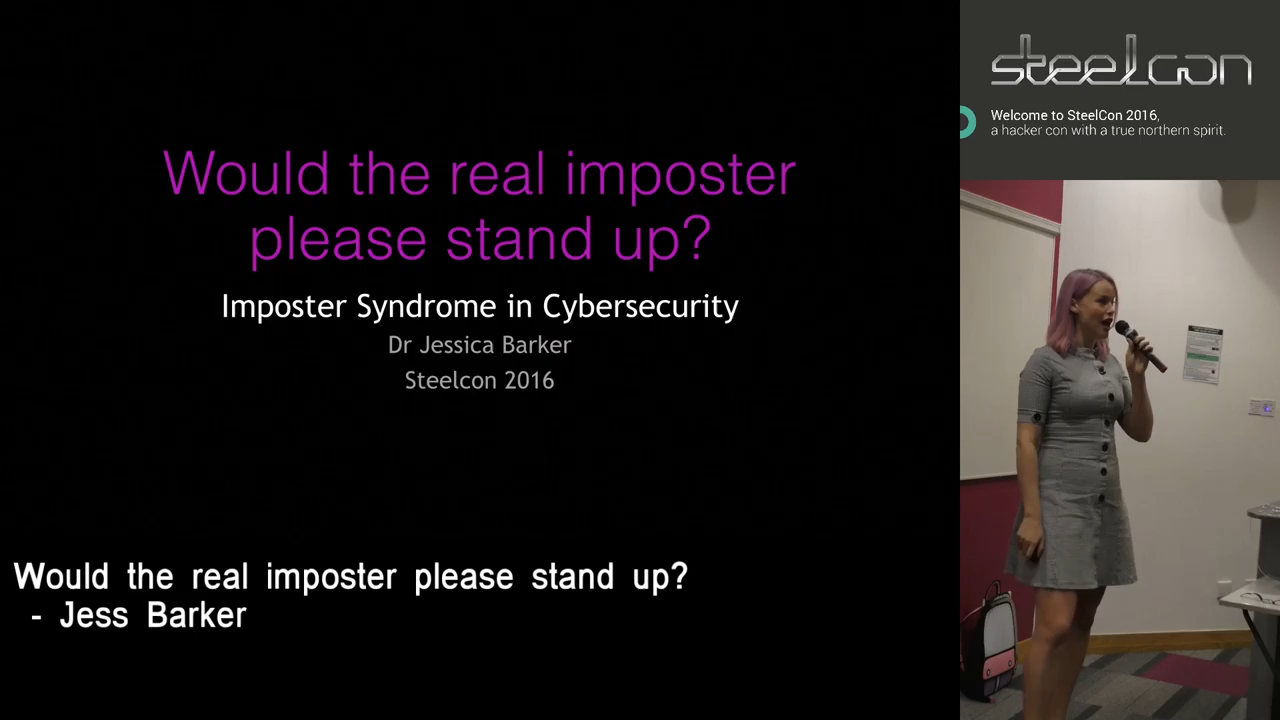 Would the real imposter
please stand up?
Imposter Syndrome in Cybersecurity
Dr Jessica Barker
Steelcon 2016
Would the real imposter please stand up?
- Jess Barker
steelcon
Welcome to SteelCon 2016,
a hacker con with a true northern spirit.